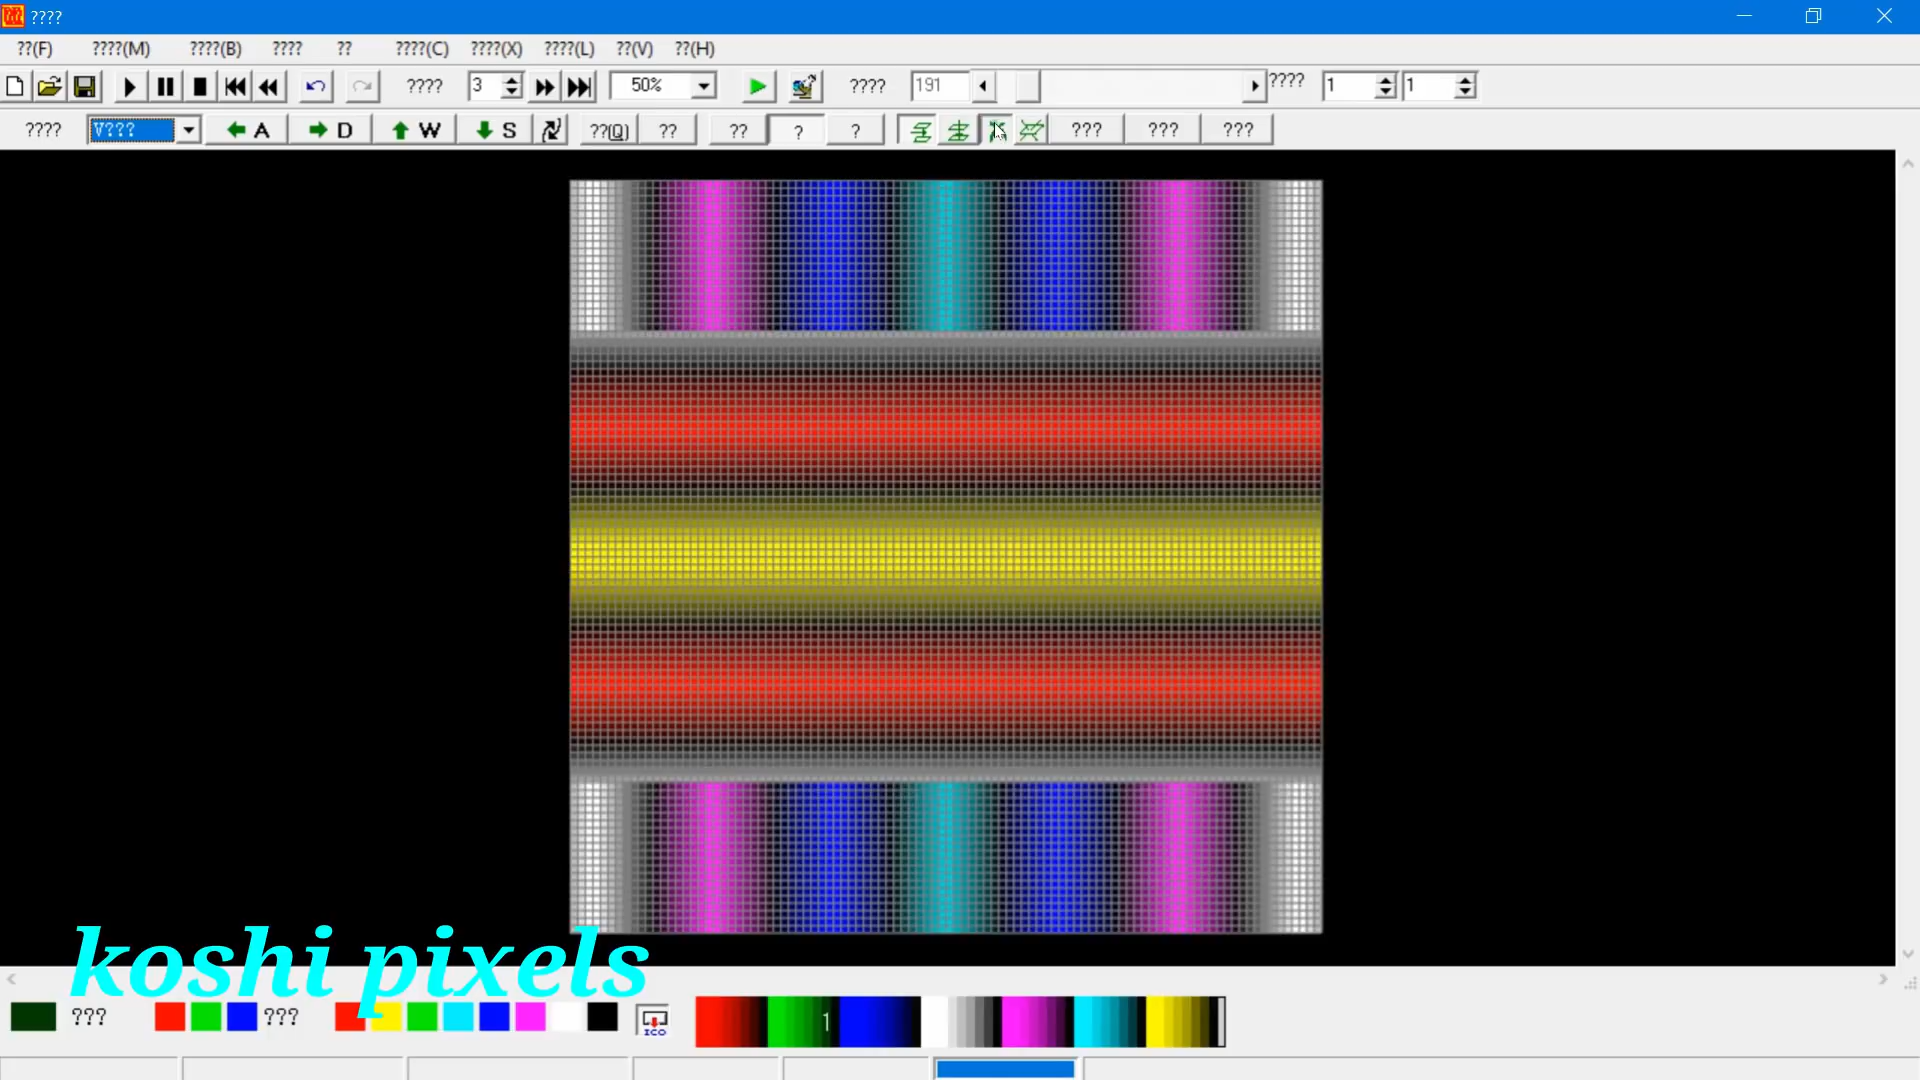 ????
??(F) ????(M) ????(B) ???? ?? ????(C) ????(X) ????(L) ??(V) ??(H)
???? 3 50% ???? 191 ???? 1 1
???? V??? A D W S ??(Q) ?? ?? ? ? ??? ??? ???
koshi pixels
??? ??? ICO 1